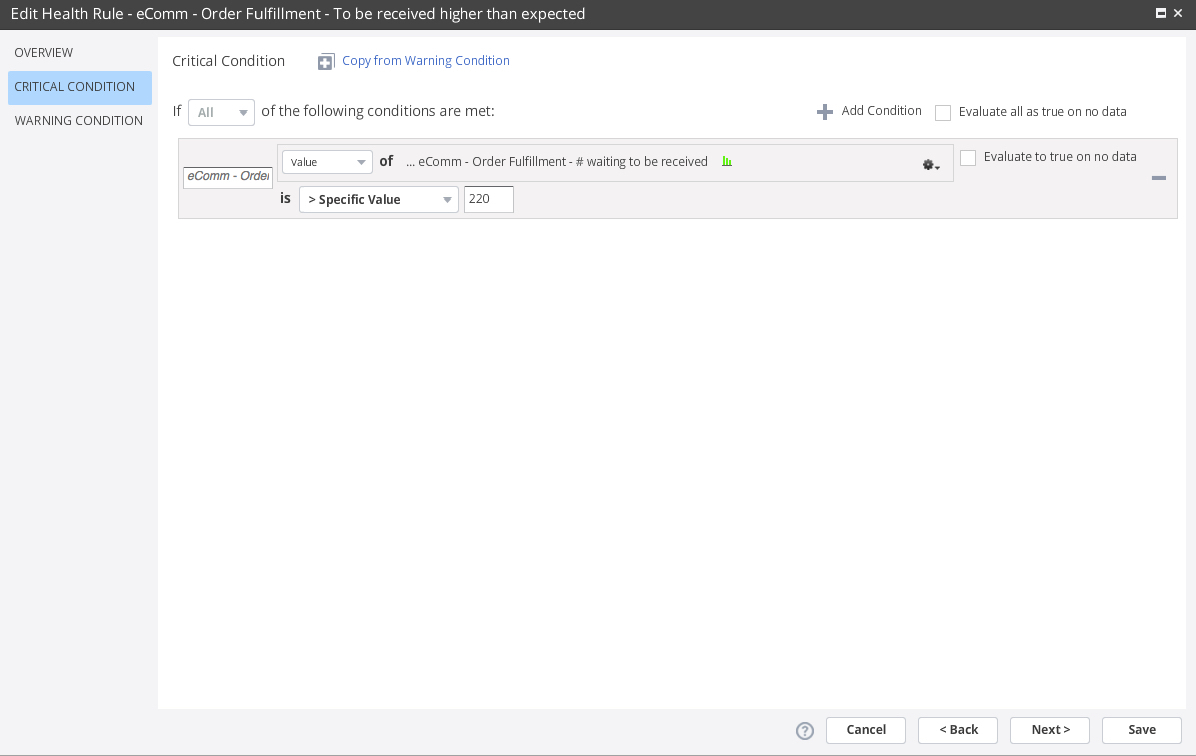 Edit Health Rule - eComm - Order Fulfillment - To be received higher than expected
OVERVIEW
CRITICAL CONDITION
WARNING CONDITION
Critical Condition
Copy from Warning Condition
If All of the following conditions are met:
Add Condition
Evaluate all as true on no data
eComm - Order
Value of ... eComm - Order Fulfillment - # waiting to be received
Evaluate to true on no data
is > Specific Value 220
? Cancel < Back Next > Save